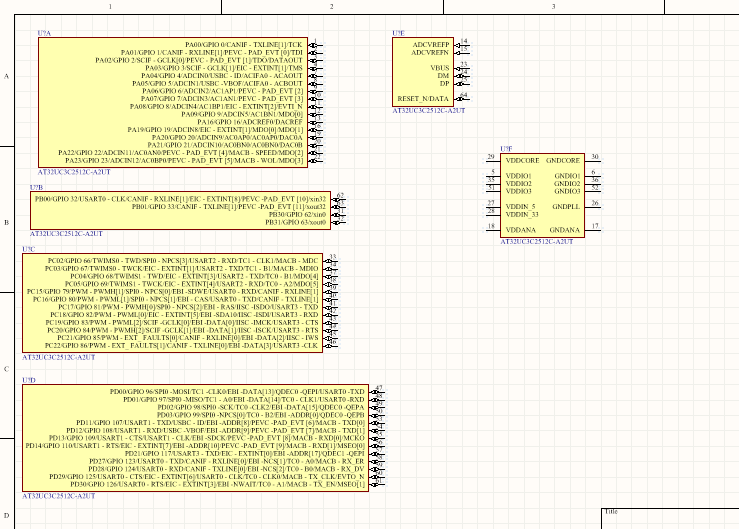 1
2
3
A
B
C
D
U?A
PA00/GPIO 0/CANIF - TXLINE[1]/TCK
PA01/GPIO 1/CANIF - RXLINE[1]/PEVC - PAD_EVT [0]/TDI
PA02/GPIO 2/SCIF - GCLK[0]/PEVC - PAD_EVT [1]/TDO/DATAOUT
PA03/GPIO 3/SCIF - GCLK[1]/EIC - EXTINT[1]/TMS
PA04/GPIO 4/ADCIN0/USBC - ID/ACIFA0 - ACAOUT
PA05/GPIO 5/ADCIN1/USBC -VBOF/ACIFA0 - ACBOUT
PA06/GPIO 6/ADCIN2/AC1AP1/PEVC - PAD_EVT [2]
PA07/GPIO 7/ADCIN3/AC1AN1/PEVC - PAD_EVT [3]
PA08/GPIO 8/ADCIN4/AC1BP1/EIC - EXTINT[2]/EVTI_N
PA09/GPIO 9/ADCIN5/AC1BN1/MDO[0]
PA16/GPIO 16/ADCREF0/DACREF
PA19/GPIO 19/ADCIN8/EIC - EXTINT[1]/MDO[0]/MDO[1]
PA20/GPIO 20/ADCIN9/AC0AP0/AC0AP0/DAC0A
PA21/GPIO 21/ADCIN10/AC0BN0/AC0BN0/DAC0B
PA22/GPIO 22/ADCIN11/AC0AN0/PEVC - PAD_EVT [4]/MACB - SPEED/MDO[2]
PA23/GPIO 23/ADCIN12/AC0BP0/PEVC - PAD_EVT [5]/MACB - WOL/MDO[3]
AT32UC3C2512C-A2UT
U?B
PB00/GPIO 32/USART0 - CLK/CANIF - RXLINE[1]/EIC - EXTINT[8]/PEVC -PAD_EVT [10]/xin32
PB01/GPIO 33/CANIF - TXLINE[1]/PEVC -PAD_EVT [11]/xout32
PB30/GPIO 62/xin0
PB31/GPIO 63/xout0
AT32UC3C2512C-A2UT
U?C
PC02/GPIO 66/TWIMS0 - TWD/SPI0 - NPCS[3]/USART2 - RXD/TC1 - CLK1/MACB - MDC
PC03/GPIO 67/TWIMS0 - TWCK/EIC - EXTINT[1]/USART2 - TXD/TC1 - B1/MACB - MDIO
PC04/GPIO 68/TWIMS1 - TWD/EIC - EXTINT[3]/USART2 - TXD/TC0 - B1/MDO[4]
PC05/GPIO 69/TWIMS1 - TWCK/EIC - EXTINT[4]/USART2 - RXD/TC0 - A2/MDO[5]
PC15/GPIO 79/PWM - PWMH[1]/SPI0 - NPCS[0]/EBI -SDWE/USART0 - RXD/CANIF - RXLINE[1]
PC16/GPIO 80/PWM - PWML[1]/SPI0 - NPCS[1]/EBI - CAS/USART0 - TXD/CANIF - TXLINE[1]
PC17/GPIO 81/PWM - PWMH[0]/SPI0 - NPCS[2]/EBI - RAS/IISC -ISDO/USART3 - TXD
PC18/GPIO 82/PWM - PWML[0]/EIC - EXTINT[5]/EBI -SDA10/IISC -ISDI/USART3 - RXD
PC19/GPIO 83/PWM - PWML[2]/SCIF -GCLK[0]/EBI -DATA[0]/IISC -IMCK/USART3 - CTS
PC20/GPIO 84/PWM - PWMH[2]/SCIF -GCLK[1]/EBI -DATA[1]/IISC -ISCK/USART3 - RTS
PC21/GPIO 85/PWM - EXT_FAULTS[0]/CANIF - RXLINE[0]/EBI -DATA[2]/IISC - IWS
PC22/GPIO 86/PWM - EXT_FAULTS[1]/CANIF - TXLINE[0]/EBI -DATA[3]/USART3 -CLK
AT32UC3C2512C-A2UT
U?D
PD00/GPIO 96/SPI0 -MOSI/TC1 -CLK0/EBI -DATA[13]/QDEC0 -QEPI/USART0 -TXD
PD01/GPIO 97/SPI0 -MISO/TC1 - A0/EBI -DATA[14]/TC0 - CLK1/USART0 -RXD
PD02/GPIO 98/SPI0 -SCK/TC0 -CLK2/EBI -DATA[15]/QDEC0 -QEPA
PD03/GPIO 99/SPI0 -NPCS[0]/TC0 - B2/EBI -ADDR[0]/QDEC0 -QEPB
PD11/GPIO 107/USART1 - TXD/USBC - ID/EBI -ADDR[8]/PEVC -PAD_EVT [6]/MACB - TXD[0]
PD12/GPIO 108/USART1 - RXD/USBC -VBOF/EBI -ADDR[9]/PEVC -PAD_EVT [7]/MACB - TXD[1]
PD13/GPIO 109/USART1 - CTS/USART1 - CLK/EBI -SDCK/PEVC -PAD_EVT [8]/MACB - RXD[0]/MCKO
PD14/GPIO 110/USART1 - RTS/EIC - EXTINT[7]/EBI -ADDR[10]/PEVC -PAD_EVT [9]/MACB - RXD[1]/MSEO[0]
PD21/GPIO 117/USART3 - TXD/EIC - EXTINT[0]/EBI -ADDR[17]/QDEC1 -QEPI
PD27/GPIO 123/USART0 - TXD/CANIF - RXLINE[0]/EBI -NCS[1]/TC0 - A0/MACB - RX_ER
PD28/GPIO 124/USART0 - RXD/CANIF - TXLINE[0]/EBI -NCS[2]/TC0 - B0/MACB - RX_DV
PD29/GPIO 125/USART0 - CTS/EIC - EXTINT[6]/USART0 - CLK/TC0 - CLK0/MACB - TX_CLK/EVTO_N
PD30/GPIO 126/USART0 - RTS/EIC - EXTINT[3]/EBI -NWAIT/TC0 - A1/MACB - TX_EN/MSEO[1]
AT32UC3C2512C-A2UT
U?E
ADCVREFP
ADCVREFN
VBUS
DM
DP
RESET_N/DATA
64
AT32UC3C2512C-A2UT
U?F
29 VDDCORE GNDCORE 30
5 VDDIO1 GNDIO1 6
35 VDDIO2 GNDIO2 36
51 VDDIO3 GNDIO3 52
27 VDDIN_5 GNDPLL 26
28 VDDIN_33
18 VDDANA GNDANA 17
AT32UC3C2512C-A2UT
Title